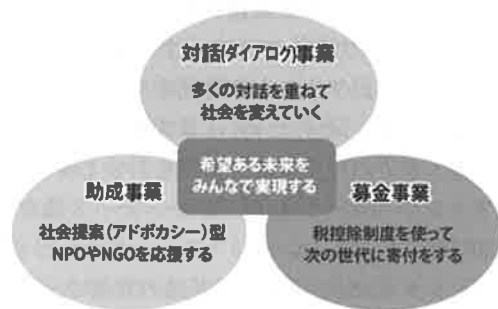 対話(ダイアログ)事業
多くの対話を重ねて
社会を変えていく
希望ある未来を
みんなで実現する
助成事業
社会提案(アドボカシー)型
NPOやNGOを応援する
募金事業
税控除制度を使って
次の世代に寄付をする